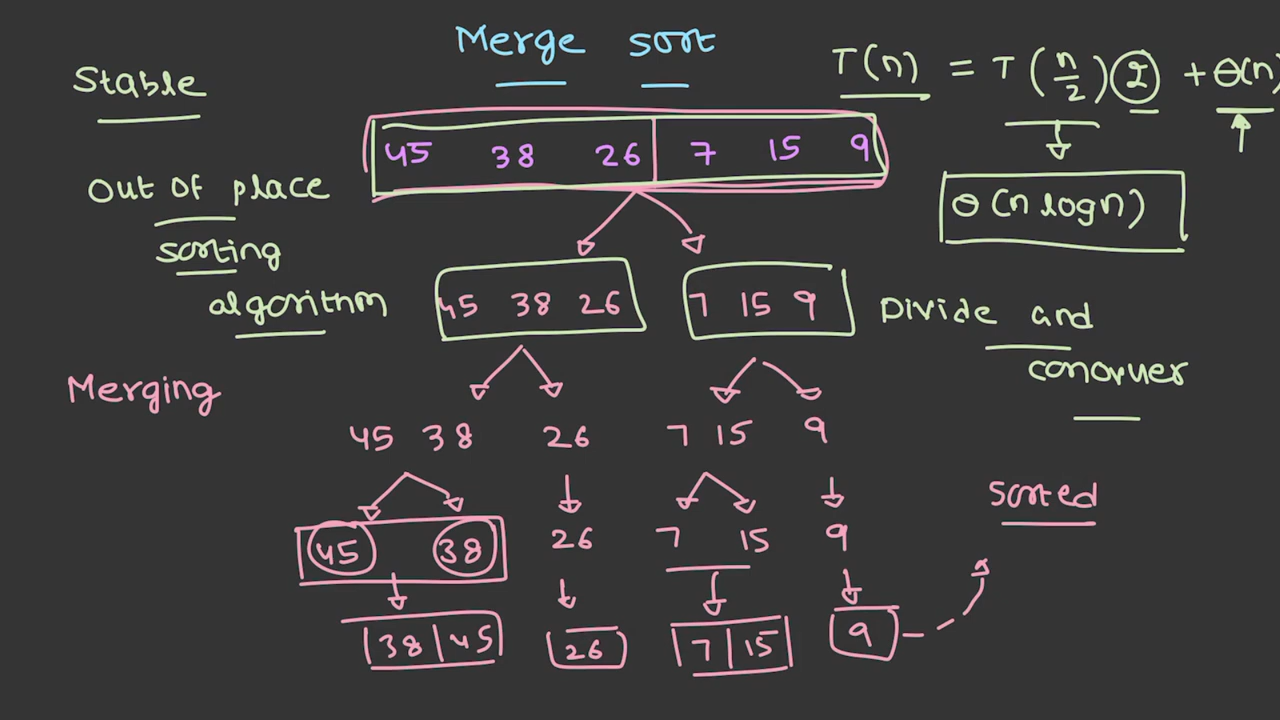 Merge sort
Stable
T(n) = T(n/2) 2 + Θ(n)
45 38 26 7 15 9
Out Of place
sorting
algorithm
Θ(n logn)
45 38 26 7 15 9
Divide and
conquer
Merging
45 38 26 7 15 9
Sorted
45 38 26 7 15 9
38 45 26 7 15 9